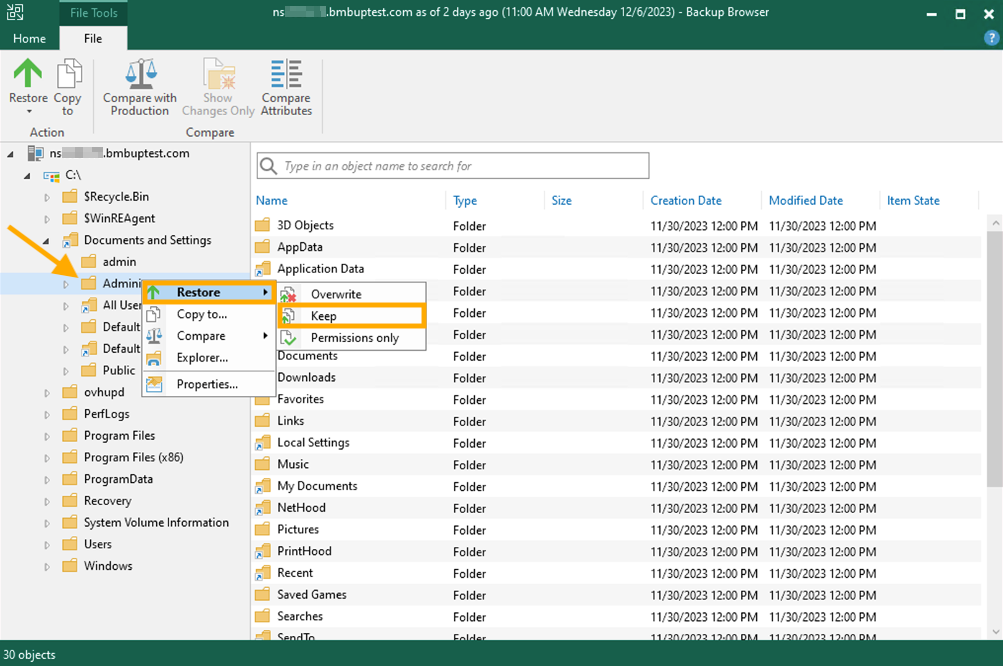 File Tools
ns .bmbuptest.com as of 2 days ago (11:00 AM Wednesday 12/6/2023) - Backup Browser
Home File
?
Restore Copy to Compare with Production Show Changes Only Compare Attributes
Action Compare
ns .bmbuptest.com
C:\
$Recycle.Bin
$WinREAgent
Documents and Settings
admin
Admini
All User
Default
Default
Public
ovhupd
PerfLogs
Program Files
Program Files (x86)
ProgramData
Recovery
System Volume Information
Users
Windows
Restore
Copy to...
Compare
Explorer...
Properties...
Overwrite
Keep
Permissions only
Type in an object name to search for
Name Type Size Creation Date Modified Date Item State
3D Objects Folder 11/30/2023 12:00 PM 11/30/2023 12:00 PM
AppData Folder 11/30/2023 12:00 PM 11/30/2023 12:00 PM
Application Data Folder 11/30/2023 12:00 PM 11/30/2023 12:00 PM
Folder 11/30/2023 12:00 PM 11/30/2023 12:00 PM
Folder 11/30/2023 12:00 PM 11/30/2023 12:00 PM
Folder 11/30/2023 12:00 PM 11/30/2023 12:00 PM
Documents Folder 11/30/2023 12:00 PM 11/30/2023 12:00 PM
Downloads Folder 11/30/2023 12:00 PM 11/30/2023 12:00 PM
Favorites Folder 11/30/2023 12:00 PM 11/30/2023 12:00 PM
Links Folder 11/30/2023 12:00 PM 11/30/2023 12:00 PM
Local Settings Folder 11/30/2023 12:00 PM 11/30/2023 12:00 PM
Music Folder 11/30/2023 12:00 PM 11/30/2023 12:00 PM
My Documents Folder 11/30/2023 12:00 PM 11/30/2023 12:00 PM
NetHood Folder 11/30/2023 12:00 PM 11/30/2023 12:00 PM
Pictures Folder 11/30/2023 12:00 PM 11/30/2023 12:00 PM
PrintHood Folder 11/30/2023 12:00 PM 11/30/2023 12:00 PM
Recent Folder 11/30/2023 12:00 PM 11/30/2023 12:00 PM
Saved Games Folder 11/30/2023 12:00 PM 11/30/2023 12:00 PM
Searches Folder 11/30/2023 12:00 PM 11/30/2023 12:00 PM
SendTo Folder 11/30/2023 12:00 PM 11/30/2023 12:00 PM
30 objects